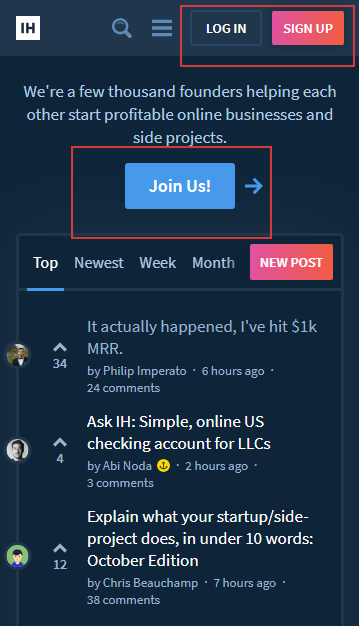 IH LOG IN SIGN UP
We're a few thousand founders helping each
other start profitable online businesses and
side projects.
Join Us!
Top Newest Week Month NEW POST
It actually happened, I've hit $1k
MRR.
34
by Philip Imperato · 6 hours ago ·
24 comments
Ask IH: Simple, online US
checking account for LLCs
4
by Abi Noda · 2 hours ago ·
3 comments
Explain what your startup/side-
project does, in under 10 words:
October Edition
12
by Chris Beauchamp · 7 hours ago ·
38 comments